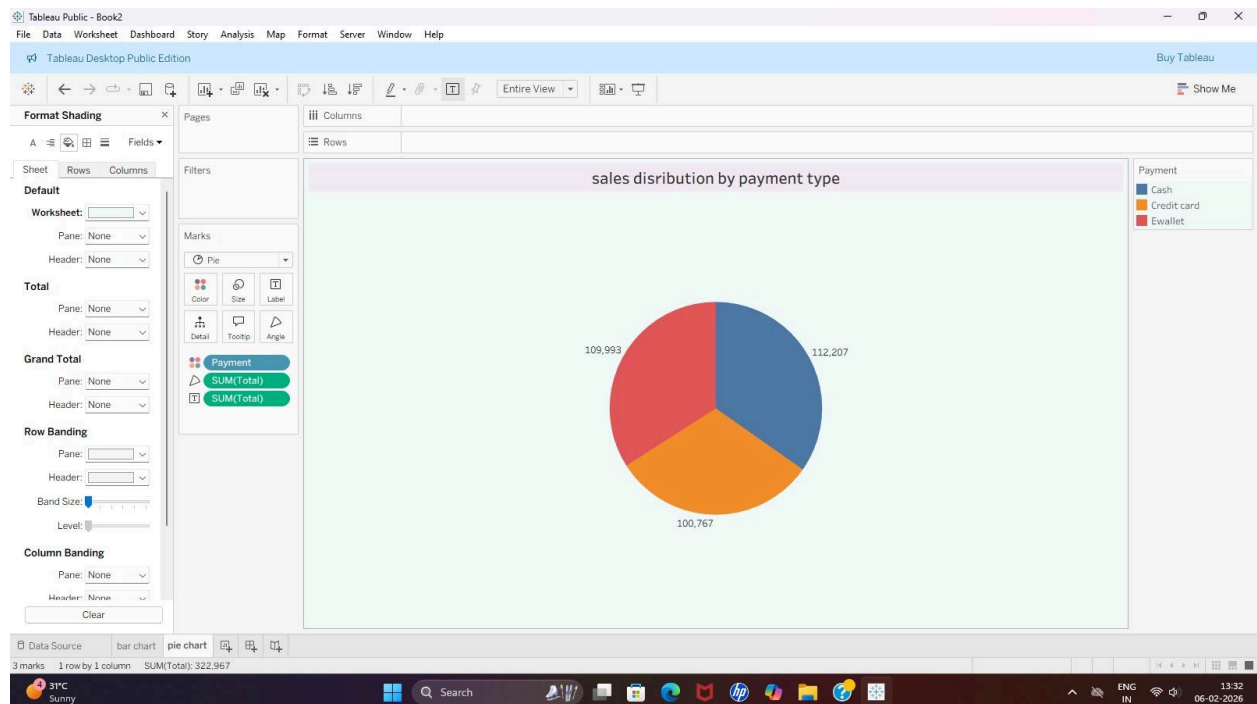 Tableau Public - Book2
File Data Worksheet Dashboard Story Analysis Map Format Server Window Help
Tableau Desktop Public Edition
Buy Tableau
Entire View
Show Me
Format Shading
Fields
Sheet Rows Columns
Default
Worksheet:
Pane: None
Header: None
Total
Pane: None
Header: None
Grand Total
Pane: None
Header: None
Row Banding
Pane:
Header:
Band Size:
Level:
Column Banding
Pane: None
Header: None
Clear
Pages
Filters
Marks
Pie
Color Size Label
Detail Tooltip Angle
Payment
SUM(Total)
SUM(Total)
Columns
Rows
sales disribution by payment type
109,993
112,207
100,767
Payment
Cash
Credit card
Ewallet
Data Source bar chart pie chart
3 marks 1 row by 1 column SUM(Total): 322,967
4
31°C
Sunny
Search
ENG
IN
13:32
06-02-2026